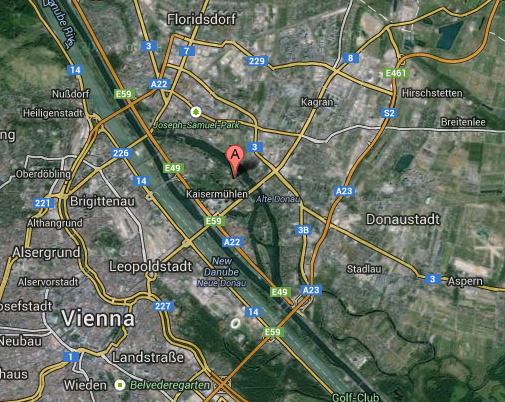 Danube Rive
Floridsdorf
3
7
229
8
14
A22
E461
E59
Nußdorf
Hirschstetten
Kagran
S2
Heiligenstadt
Joseph-Samuel-Park
Breitenlee
ng
226
3
A
Oberdöbling
E49
14
Kaisermühlen
A23
221
Brigittenau
Alte Donau
Althangrund
E59
Donaustadt
3B
A22
Alsergrund
Leopoldstadt
New
Danube
Neue Donau
Stadlau
Alservorstadt
3
Aspern
E49
A23
osefstadt
227
14
Vienna
E59
Neubau
1
Landstraße
haus
Wieden
Belvederegarten
Golf-Club